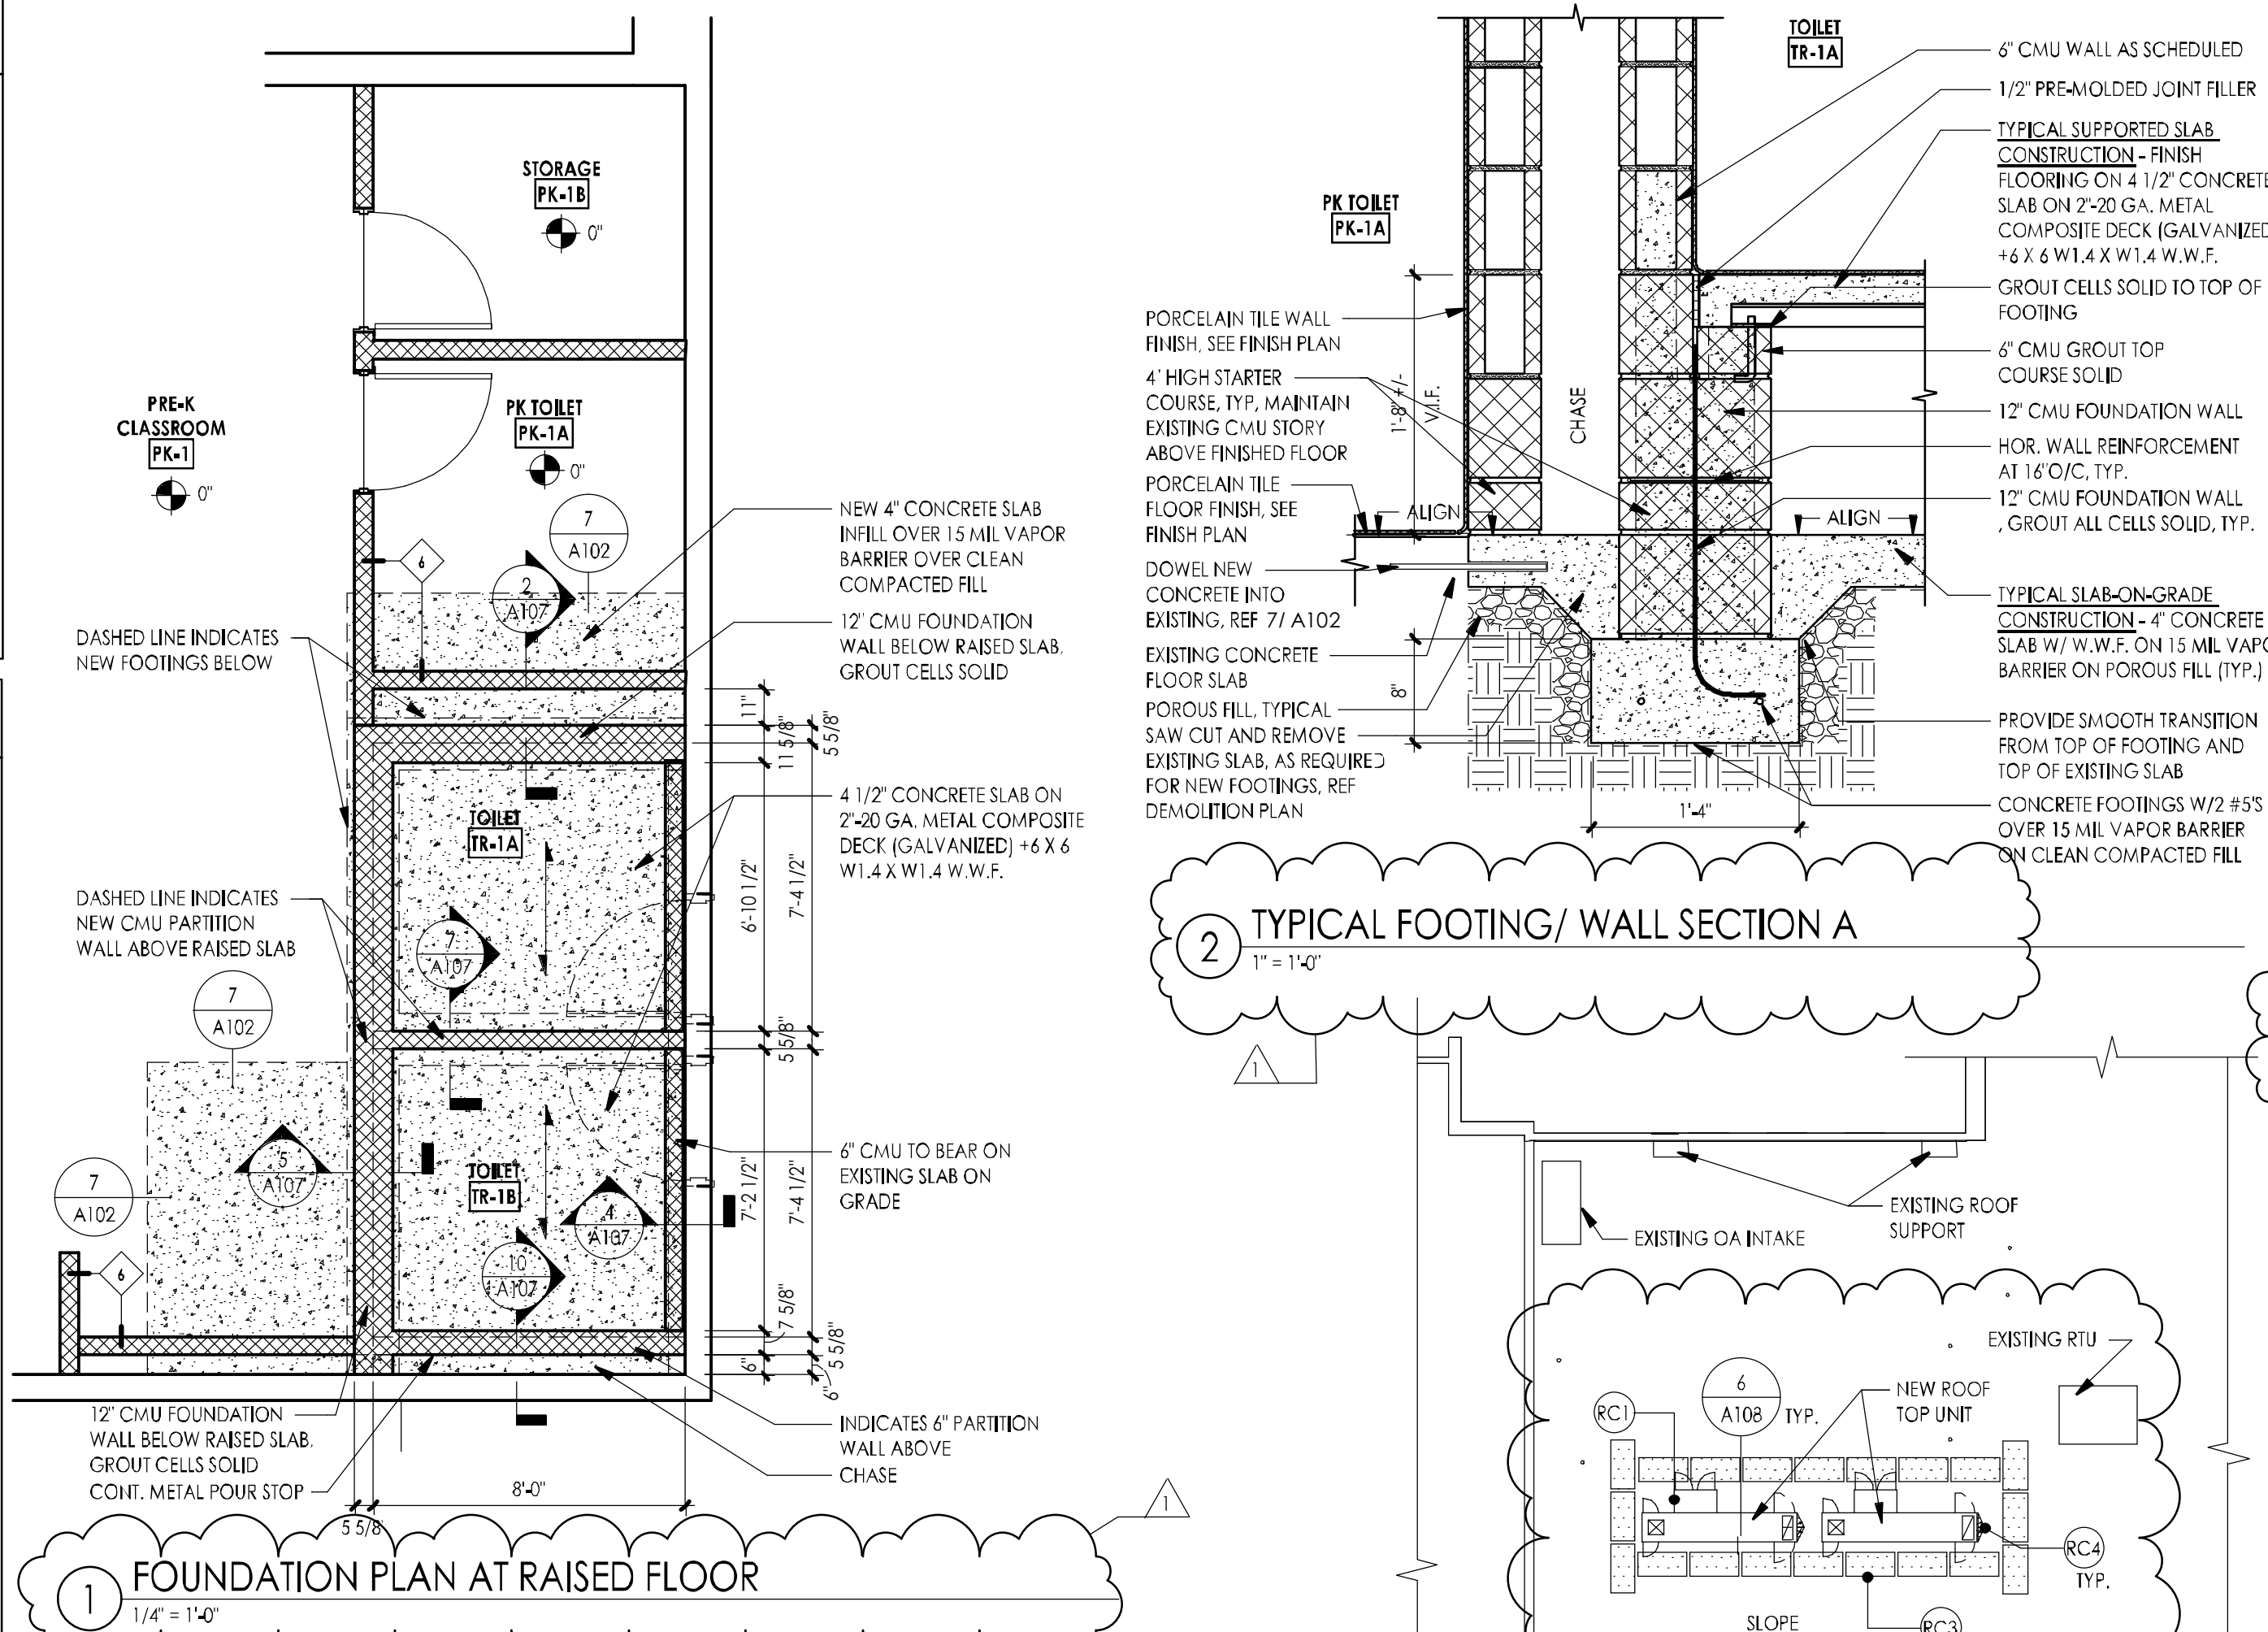 STORAGE
PK-1B
0"
PRE-K
CLASSROOM
PK-1
0"
PK TOILET
PK-1A
0"
7
A102
6
2
A107
NEW 4" CONCRETE SLAB
INFILL OVER 15 MIL VAPOR
BARRIER OVER CLEAN
COMPACTED FILL
12" CMU FOUNDATION
WALL BELOW RAISED SLAB,
GROUT CELLS SOLID
DASHED LINE INDICATES
NEW FOOTINGS BELOW
11"
11 5/8"
5 5/8"
4 1/2" CONCRETE SLAB ON
2"-20 GA. METAL COMPOSITE
DECK (GALVANIZED) +6 X 6
W1.4 X W1.4 W.W.F.
TOILET
TR-1A
6'-10 1/2"
7'-4 1/2"
DASHED LINE INDICATES
NEW CMU PARTITION
WALL ABOVE RAISED SLAB
7
A107
7
A102
5 5/8"
5
A107
7
A102
TOILET
TR-1B
7'-2 1/2"
7'-4 1/2"
6" CMU TO BEAR ON
EXISTING SLAB ON
GRADE
4
A107
10
A107
6
7 5/8"
5 5/8"
6"
6"
12" CMU FOUNDATION
WALL BELOW RAISED SLAB,
GROUT CELLS SOLID
CONT. METAL POUR STOP
INDICATES 6" PARTITION
WALL ABOVE
CHASE
8'-0"
5 5/8"
1
1
FOUNDATION PLAN AT RAISED FLOOR
1/4" = 1'-0"
TOILET
TR-1A
PK TOILET
PK-1A
6" CMU WALL AS SCHEDULED
1/2" PRE-MOLDED JOINT FILLER
TYPICAL SUPPORTED SLAB
CONSTRUCTION - FINISH
FLOORING ON 4 1/2" CONCRETE
SLAB ON 2"-20 GA. METAL
COMPOSITE DECK (GALVANIZED
+6 X 6 W1.4 X W1.4 W.W.F.
GROUT CELLS SOLID TO TOP OF
FOOTING
6" CMU GROUT TOP
COURSE SOLID
12" CMU FOUNDATION WALL
HOR. WALL REINFORCEMENT
AT 16"O/C, TYP.
12" CMU FOUNDATION WALL
, GROUT ALL CELLS SOLID, TYP.
TYPICAL SLAB-ON-GRADE
CONSTRUCTION - 4" CONCRETE
SLAB W/ W.W.F. ON 15 MIL VAPO
BARRIER ON POROUS FILL (TYP.)
PROVIDE SMOOTH TRANSITION
FROM TOP OF FOOTING AND
TOP OF EXISTING SLAB
CONCRETE FOOTINGS W/2 #5'S
OVER 15 MIL VAPOR BARRIER
ON CLEAN COMPACTED FILL
PORCELAIN TILE WALL
FINISH, SEE FINISH PLAN
4' HIGH STARTER
COURSE, TYP, MAINTAIN
EXISTING CMU STORY
ABOVE FINISHED FLOOR
PORCELAIN TILE
FLOOR FINISH, SEE
FINISH PLAN
DOWEL NEW
CONCRETE INTO
EXISTING, REF 7/ A102
EXISTING CONCRETE
FLOOR SLAB
POROUS FILL, TYPICAL
SAW CUT AND REMOVE
EXISTING SLAB, AS REQUIRED
FOR NEW FOOTINGS, REF
DEMOLITION PLAN
1'-8" +/-
V.I.F.
CHASE
ALIGN
ALIGN
8"
1'-4"
2
TYPICAL FOOTING/ WALL SECTION A
1" = 1'-0"
1
EXISTING ROOF
SUPPORT
EXISTING OA INTAKE
EXISTING RTU
6
A108
TYP.
NEW ROOF
TOP UNIT
RC1
RC4
TYP.
SLOPE
RC3